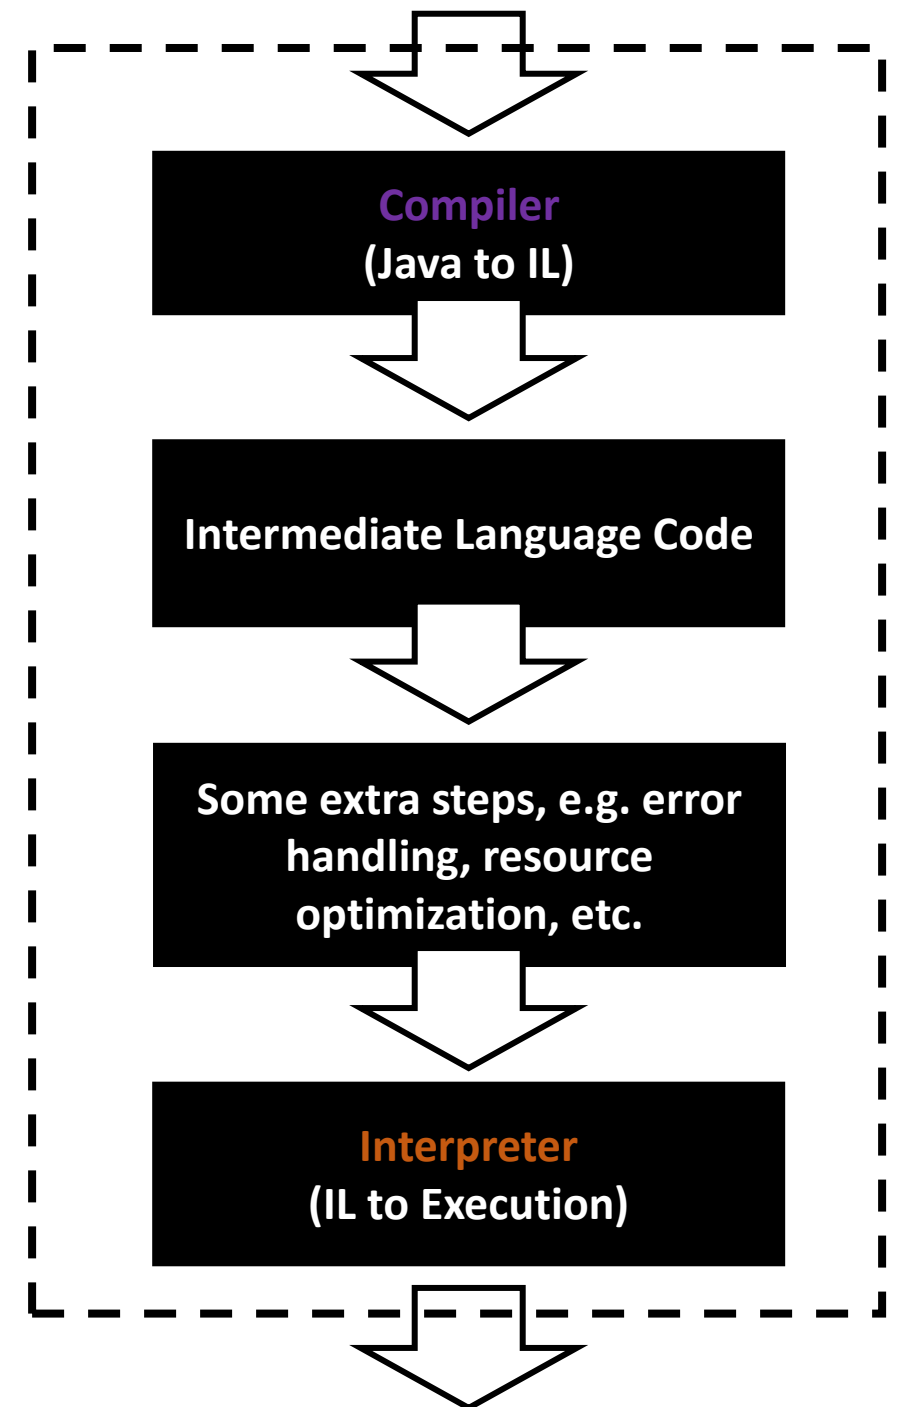 Compiler
(Java to IL)
Intermediate Language Code
Some extra steps, e.g. error
handling, resource
optimization, etc.
Interpreter
(IL to Execution)